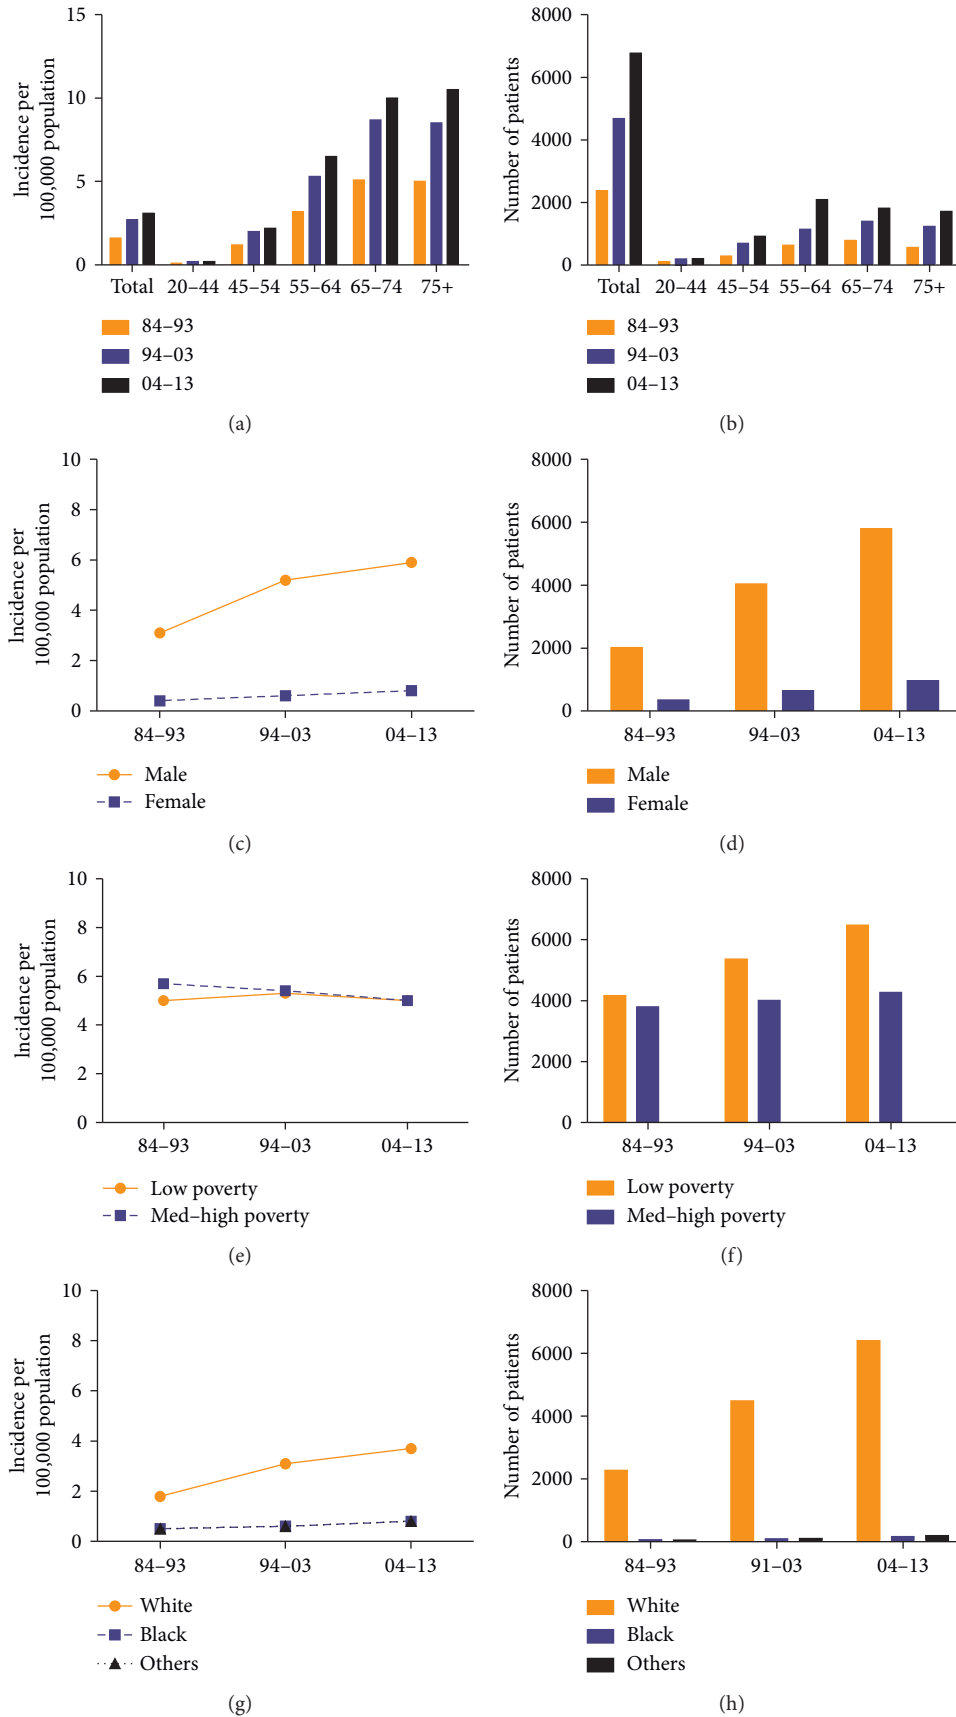 Incidence per
100,000 population
15
10
5
0
Total 20–44 45–54 55–64 65–74 75+
84–93
94–03
04–13
(a)
Number of patients
8000
6000
4000
2000
0
Total 20–44 45–54 55–64 65–74 75+
84–93
94–03
04–13
(b)
Incidence per
100,000 population
10
8
6
4
2
0
84–93 94–03 04–13
Male
Female
(c)
Number of patients
8000
6000
4000
2000
0
84–93 94–03 04–13
Male
Female
(d)
Incidence per
100,000 population
10
8
6
4
2
0
84–93 94–03 04–13
Low poverty
Med–high poverty
(e)
Number of patients
8000
6000
4000
2000
0
84–93 94–03 04–13
Low poverty
Med–high poverty
(f)
Incidence per
100,000 population
10
8
6
4
2
0
84–93 94–03 04–13
White
Black
Others
(g)
Number of patients
8000
6000
4000
2000
0
84–93 91–03 04–13
White
Black
Others
(h)